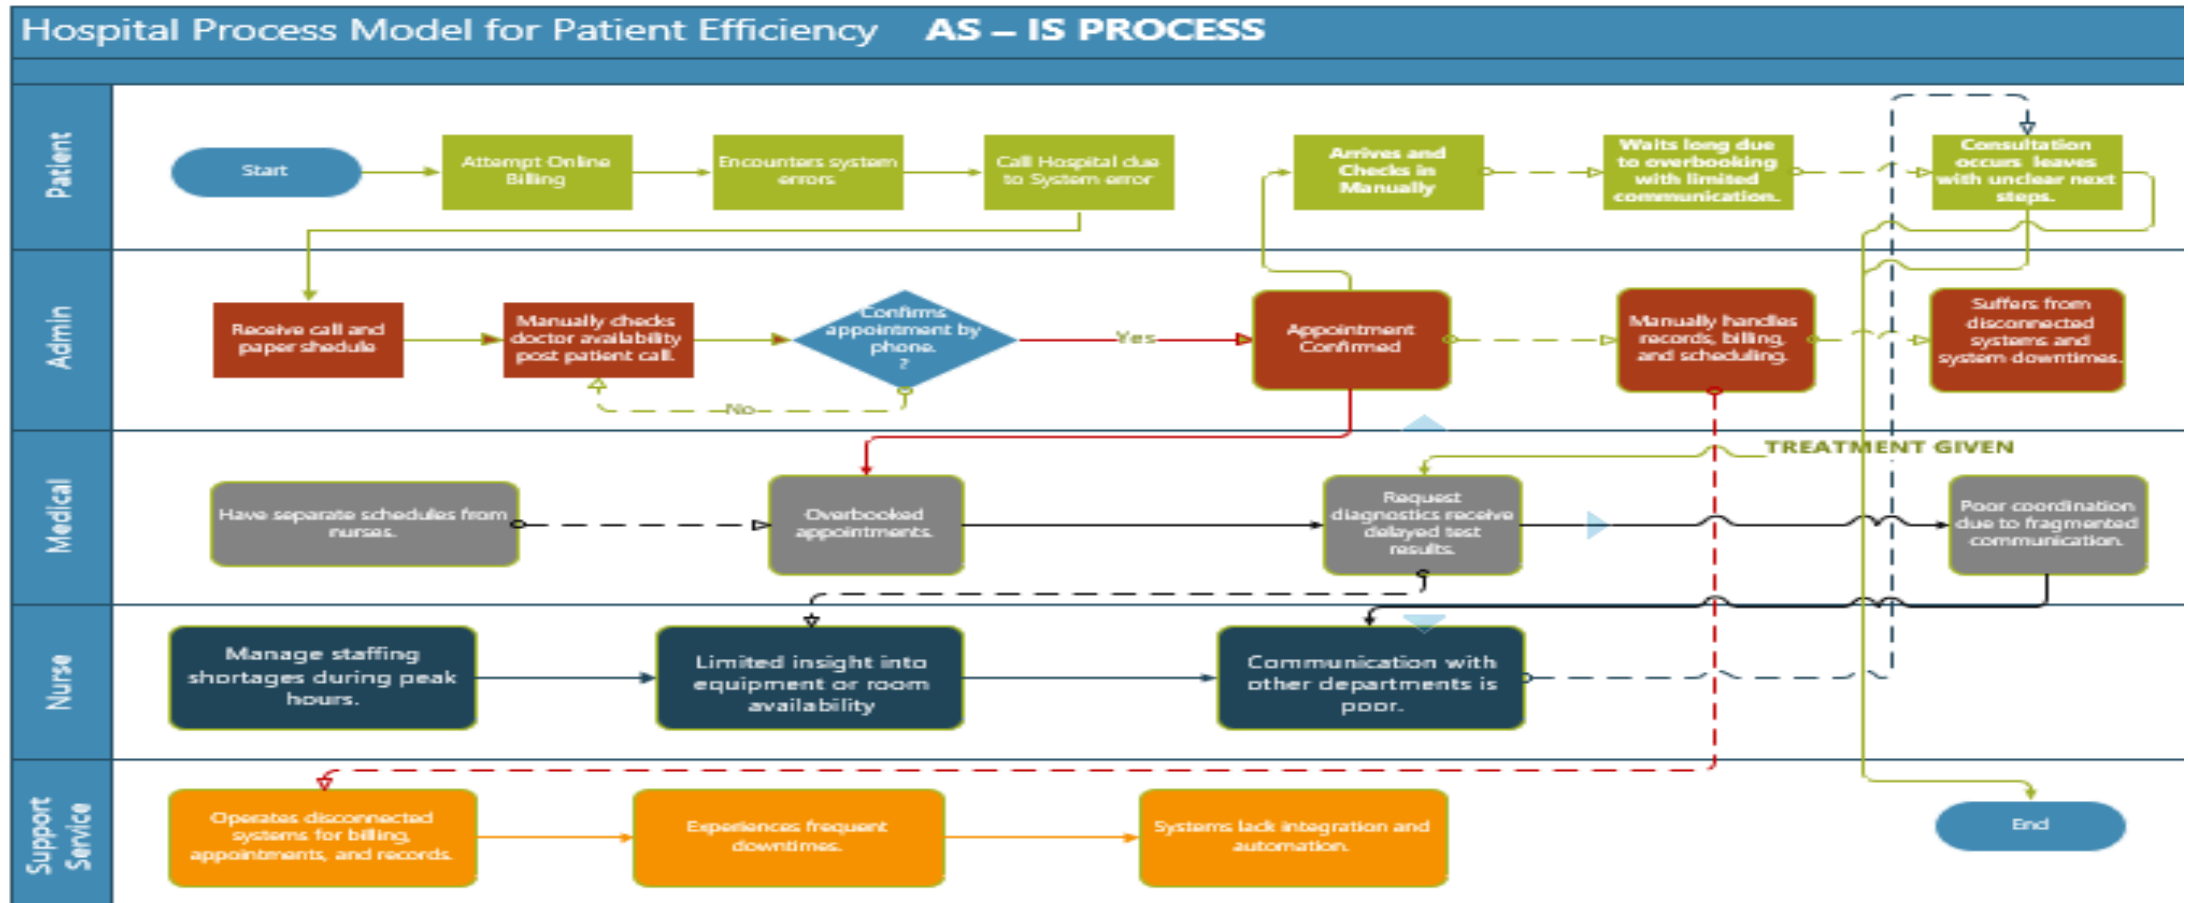 Hospital Process Model for Patient Efficiency AS – IS PROCESS
Patient
Start
Attempt Online
Billing
Encounters system
errors
Call Hospital due
to System error
Arrives and
Checks in
Manually
Waits long due
to overbooking
with limited
communication.
Consultation
occurs leaves
with unclear next
steps.
Admin
Receive call and
paper shedule
Manually checks
doctor availability
post patient call.
Confirms
appointment by
phone.
?
Yes
No
Appointment
Confirmed
Manually handles
records, billing,
and scheduling.
Suffers from
disconnected
systems and
system downtimes.
Medical
TREATMENT GIVEN
Have separate schedules from
nurses.
Overbooked
appointments.
Request
diagnostics receive
delayed test
results.
Poor coordination
due to fragmented
communication.
Nurse
Manage staffing
shortages during peak
hours.
Limited insight into
equipment or room
availability
Communication with
other departments is
poor.
Support
Service
Operates disconnected
systems for billing,
appointments, and records.
Experiences frequent
downtimes.
Systems lack integration and
automation.
End